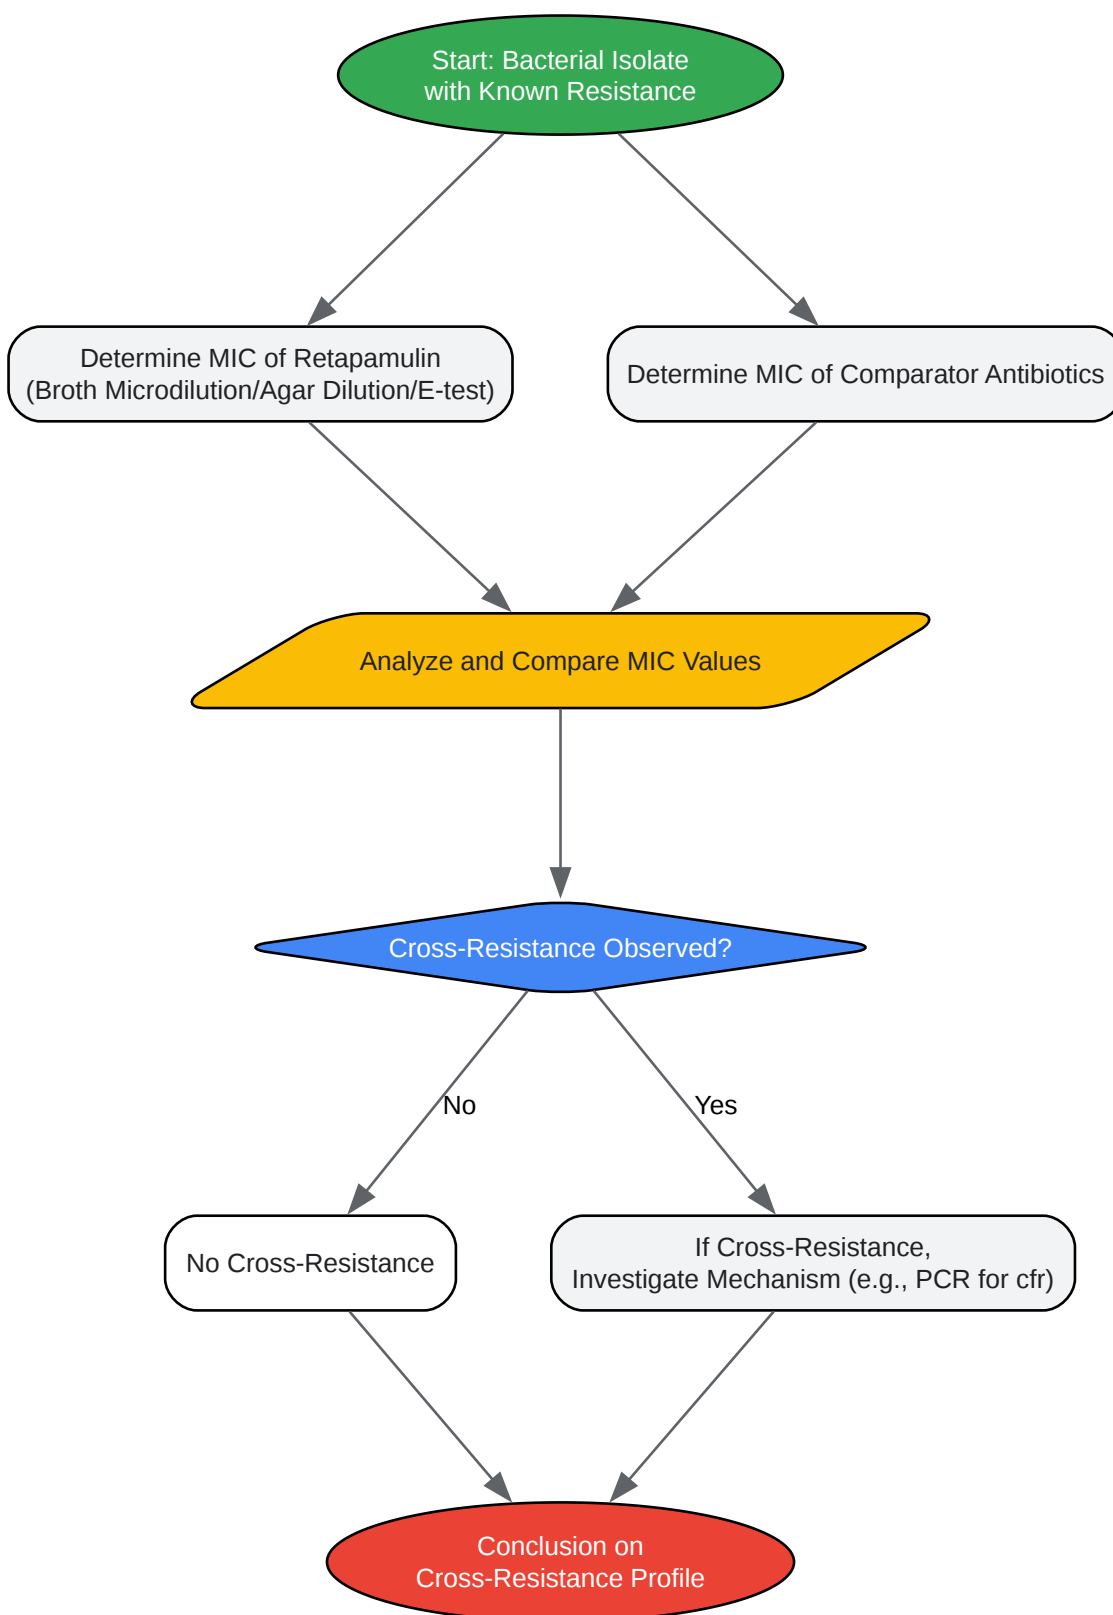 Start: Bacterial Isolate
with Known Resistance
Determine MIC of Retapamulin
(Broth Microdilution/Agar Dilution/E-test)
Determine MIC of Comparator Antibiotics
Analyze and Compare MIC Values
Cross-Resistance Observed?
No
Yes
No Cross-Resistance
If Cross-Resistance,
Investigate Mechanism (e.g., PCR for cfr)
Conclusion on
Cross-Resistance Profile